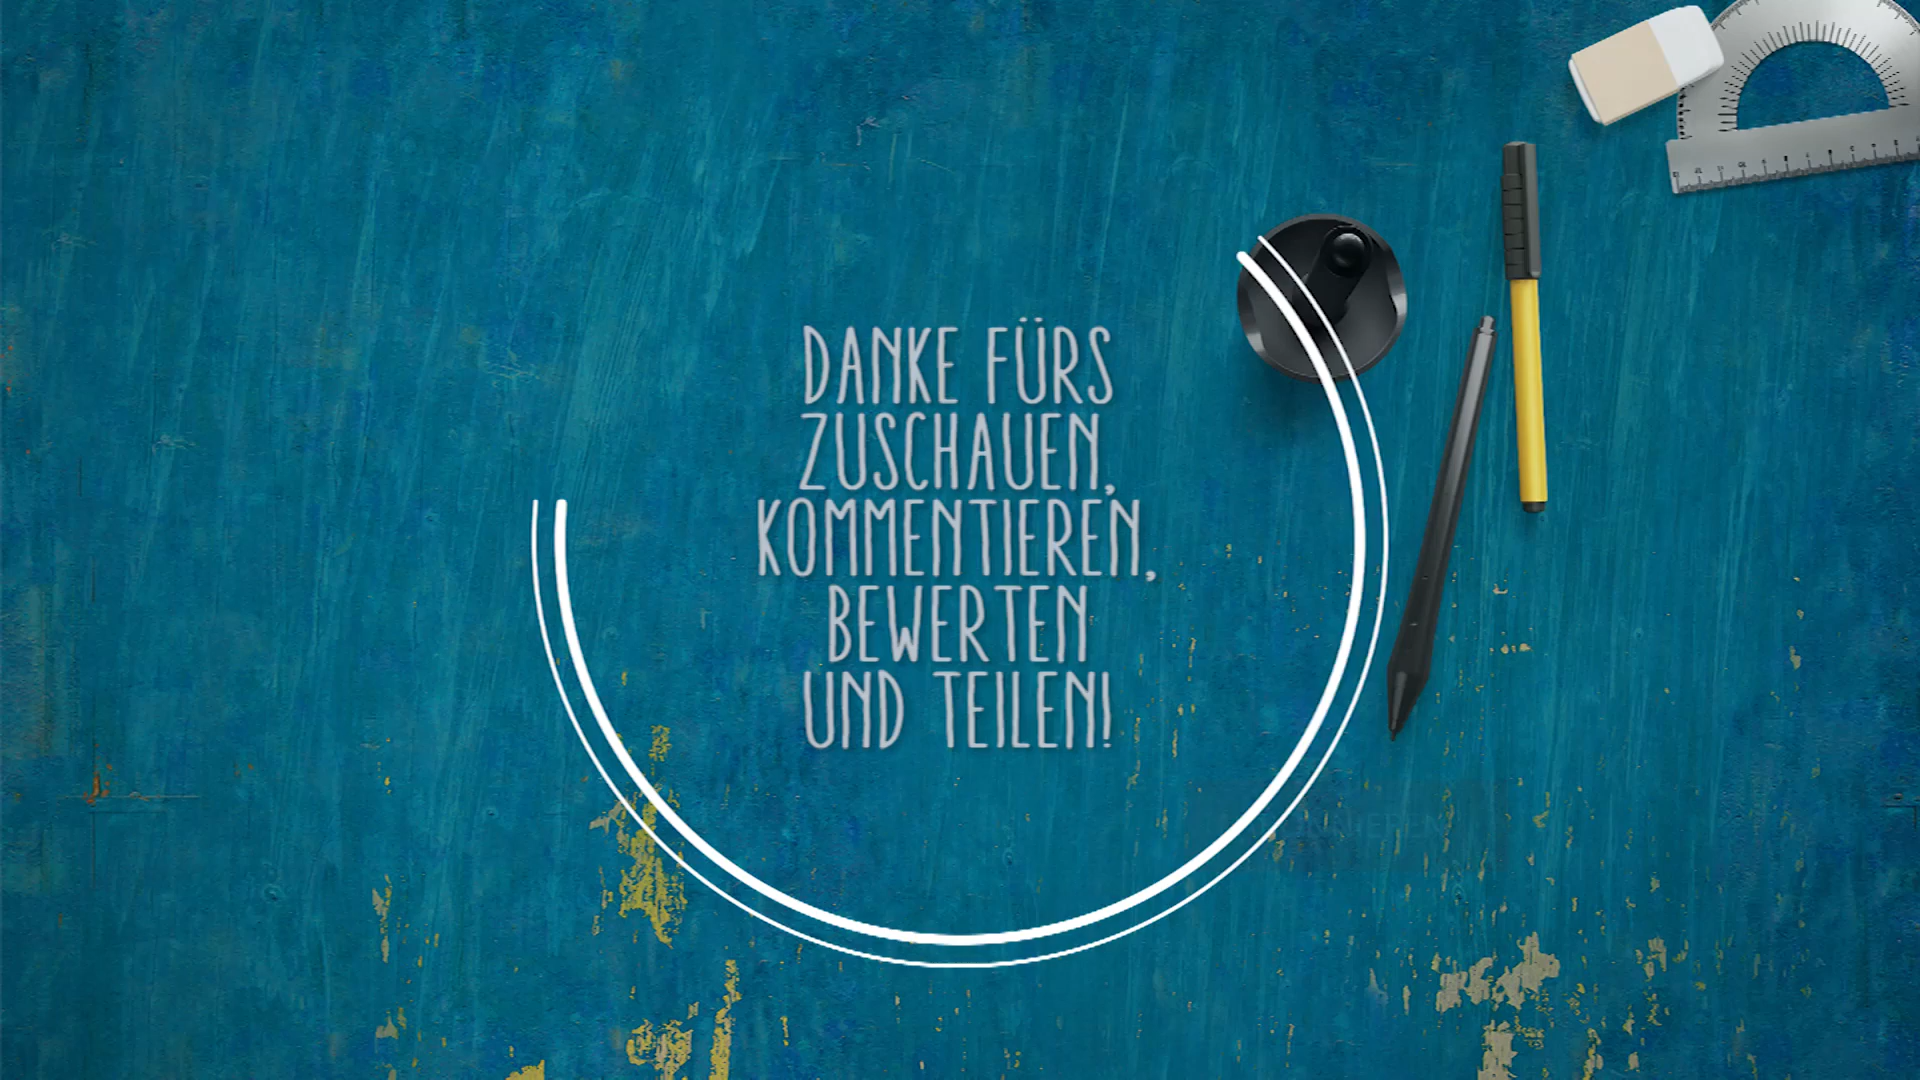 DANKE FÜRS
ZUSCHAUEN,
KOMMENTIEREN,
BEWERTEN
UND TEILEN!